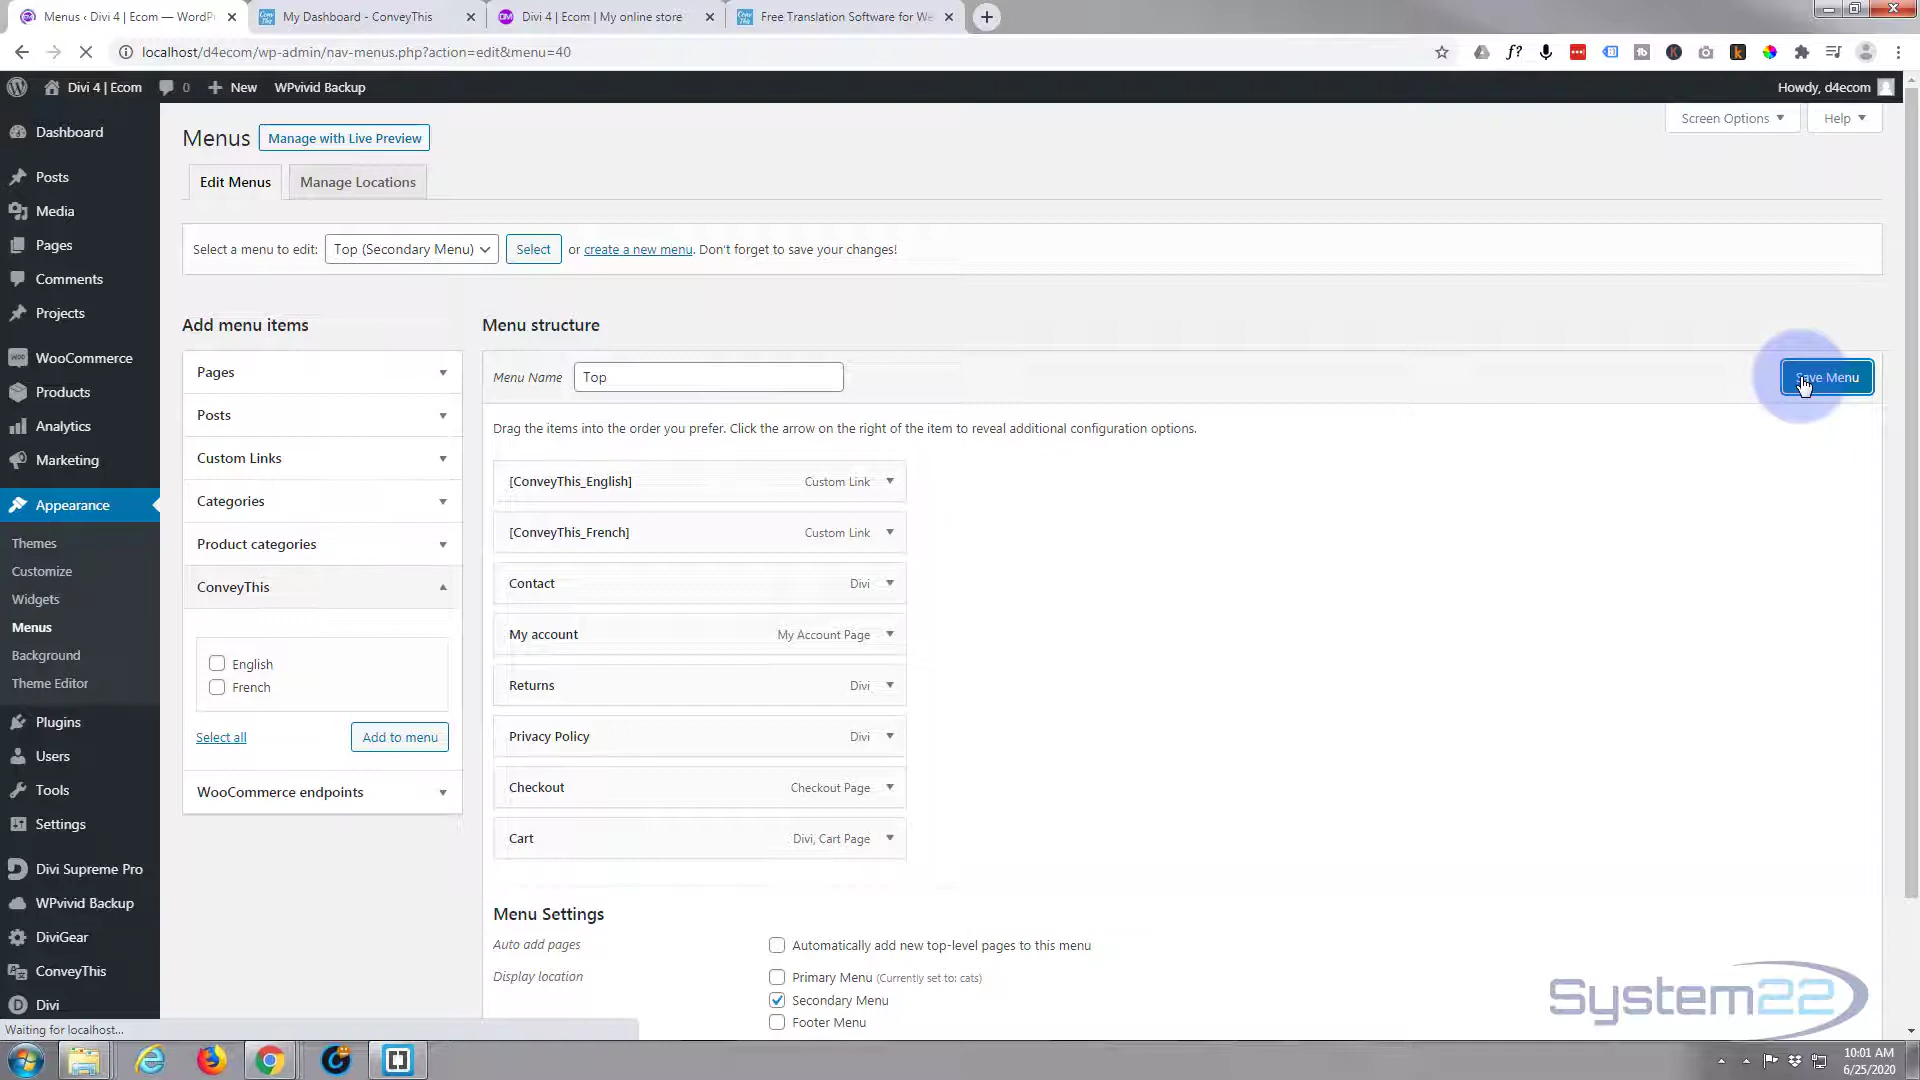 Menus ‹ Divi 4 | Ecom — WordPr
My Dashboard - ConveyThis
Divi 4 | Ecom | My online store
Free Translation Software for We
localhost/d4ecom/wp-admin/nav-menus.php?action=edit&menu=40
Divi 4 | Ecom
0
New
WPvivid Backup
Howdy, d4ecom
Dashboard
Posts
Media
Pages
Comments
Projects
WooCommerce
Products
Analytics
Marketing
Appearance
Themes
Customize
Widgets
Menus
Background
Theme Editor
Plugins
Users
Tools
Settings
Divi Supreme Pro
WPvivid Backup
DiviGear
ConveyThis
Divi
Menus
Manage with Live Preview
Screen Options
Help
Edit Menus
Manage Locations
Select a menu to edit: Top (Secondary Menu) Select or create a new menu. Don't forget to save your changes!
Add menu items
Pages
Posts
Custom Links
Categories
Product categories
ConveyThis
English
French
Select all
Add to menu
WooCommerce endpoints
Menu structure
Menu Name Top
Save Menu
Drag the items into the order you prefer. Click the arrow on the right of the item to reveal additional configuration options.
[ConveyThis_English] Custom Link
[ConveyThis_French] Custom Link
Contact Divi
My account My Account Page
Returns Divi
Privacy Policy Divi
Checkout Checkout Page
Cart Divi, Cart Page
Menu Settings
Auto add pages
Automatically add new top-level pages to this menu
Display location
Primary Menu (Currently set to: cats)
Secondary Menu
Footer Menu
System22
Waiting for localhost...
10:01 AM
6/25/2020